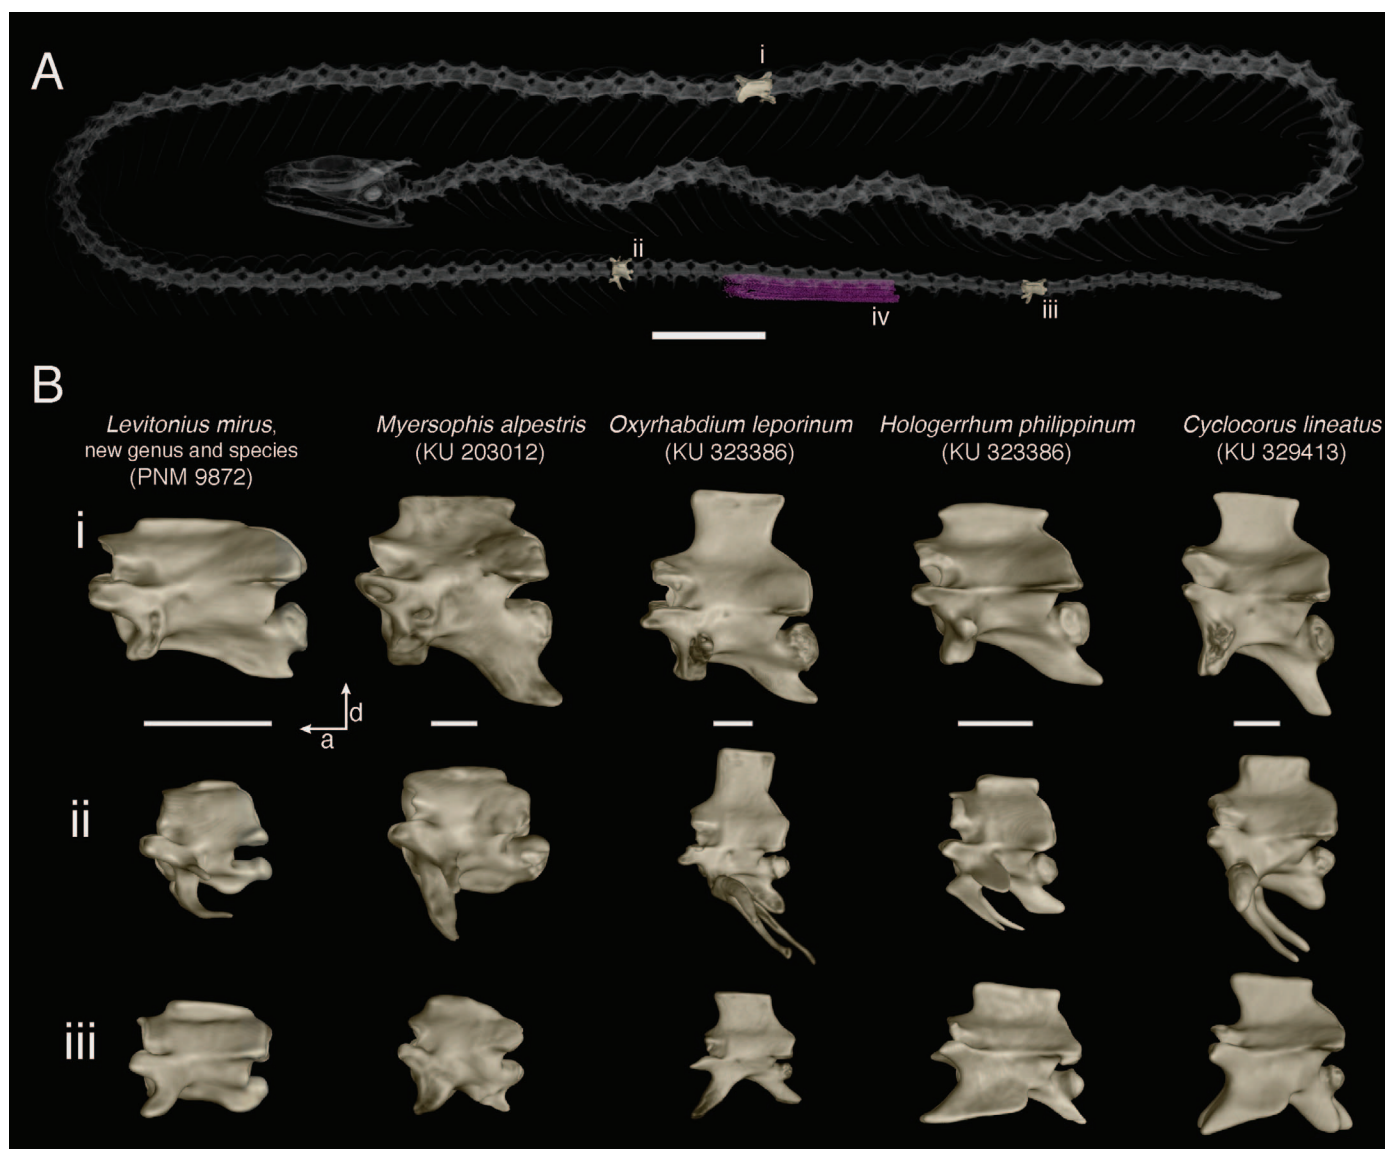 A
i
ii
iv
iii
B
Levitonius mirus,
new genus and species
(PNM 9872)
Myersophis alpestris
(KU 203012)
Oxyrhabdium leporinum
(KU 323386)
Hologerrhum philippinum
(KU 323386)
Cyclocorus lineatus
(KU 329413)
i
d
a
ii
iii